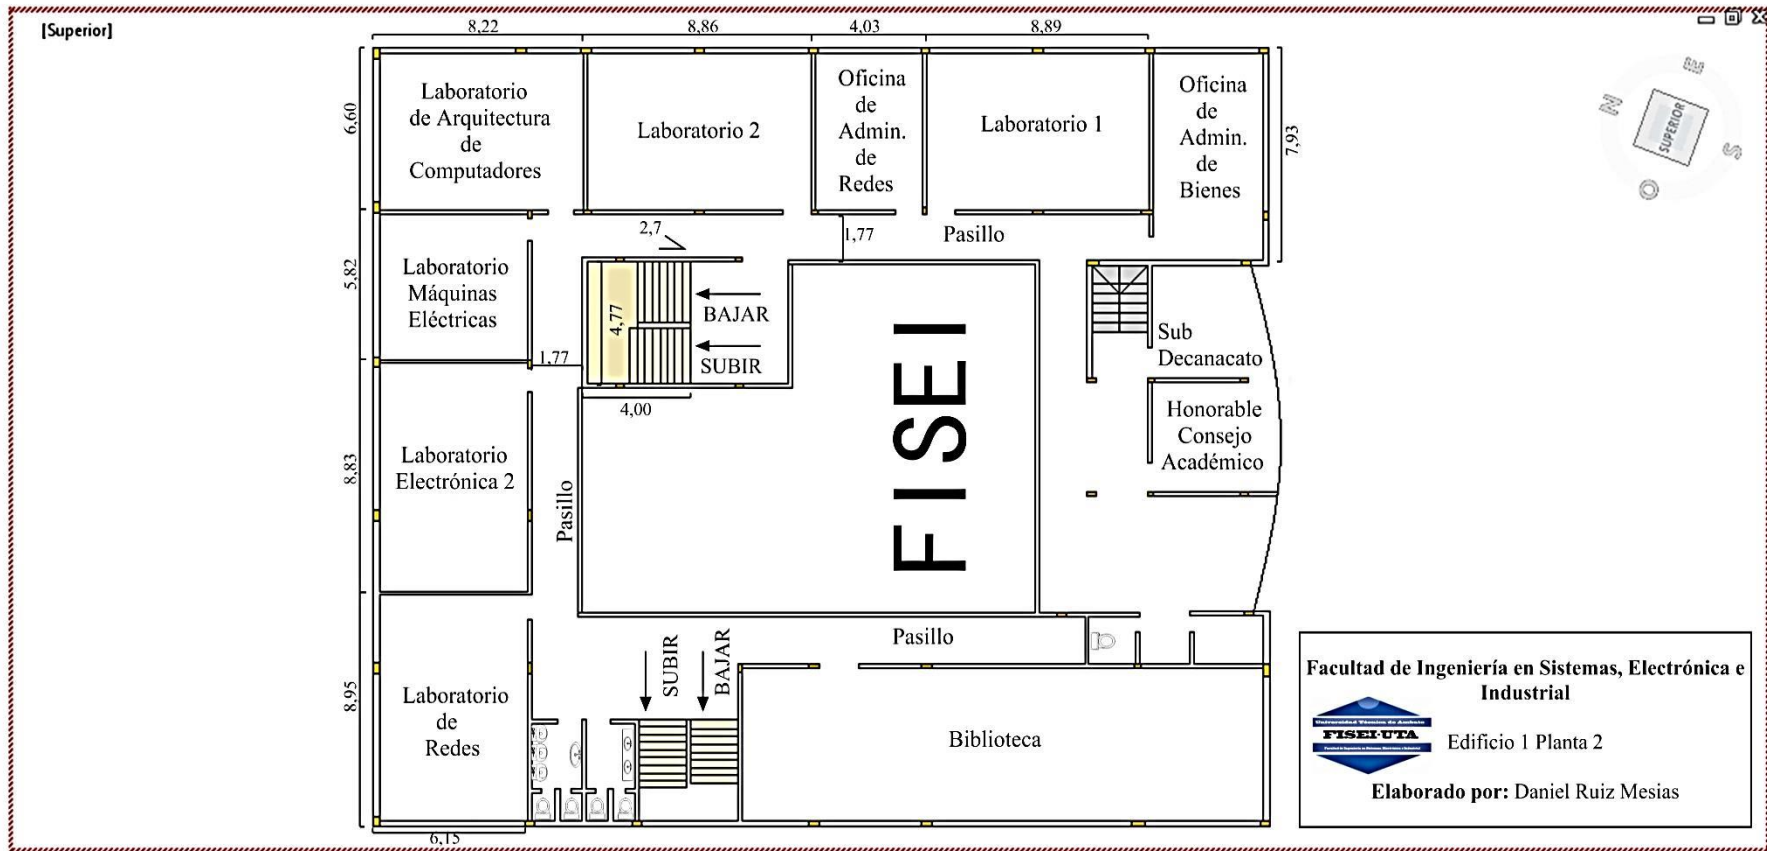 [Superior]
8,22
8,86
4,03
8,89
6,60
5,82
8,83
8,95
7,93
N
E
S
O
SUPERIOR
Laboratorio
de Arquitectura
de
Computadores
Laboratorio 2
Oficina
de
Admin.
de
Redes
Laboratorio 1
Oficina
de
Admin.
de
Bienes
2,7
1,77
Pasillo
Laboratorio
Máquinas
Eléctricas
4,77
BAJAR
SUBIR
1,77
4,00
FISEI
Sub
Decanacato
Honorable
Consejo
Académico
Laboratorio
Electrónica 2
Pasillo
Pasillo
SUBIR
BAJAR
Laboratorio
de
Redes
Biblioteca
6,15
Facultad de Ingeniería en Sistemas, Electrónica e
Industrial
Universidad Técnica de Ambato
FISEI-UTA
Edificio 1 Planta 2
Elaborado por: Daniel Ruiz Mesias